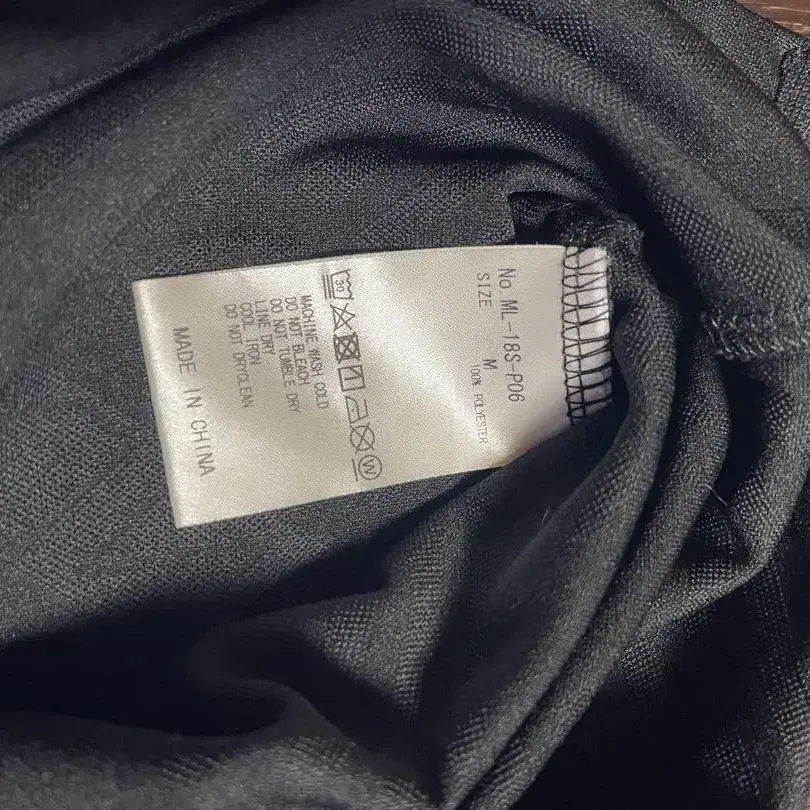 No. ML-18S-P06
SIZE M
100% POLYESTER
30
W
MACHINE WASH COLD
DO NOT BLEACH
DO NOT TUMBLE DRY
LINE DRY
COOL IRON
DO NOT DRYCLEAN
MADE IN CHINA